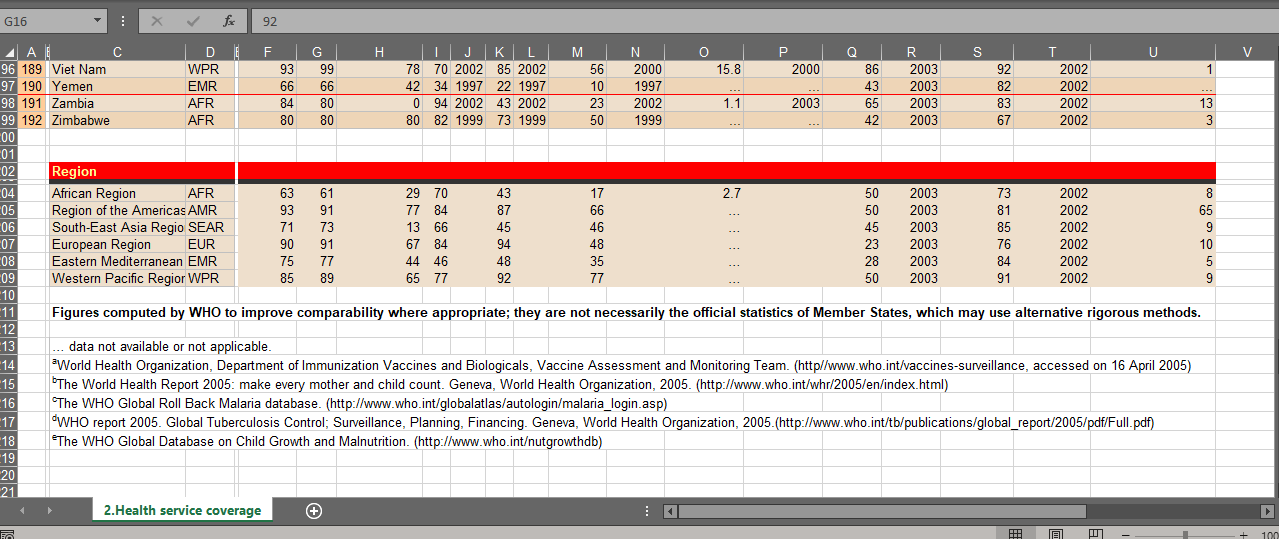 G16 fx 92
A C D F G H I J K L M N O P Q R S T U V
96 189 Viet Nam WPR 93 99 78 70 2002 85 2002 56 2000 15.8 2000 86 2003 92 2002 1
97 190 Yemen EMR 66 66 42 34 1997 22 1997 10 1997 ... ... 43 2003 82 2002 ...
98 191 Zambia AFR 84 80 0 94 2002 43 2002 23 2002 1.1 2003 65 2003 83 2002 13
99 192 Zimbabwe AFR 80 80 80 82 1999 73 1999 50 1999 ... ... 42 2003 67 2002 3
00
01
02 Region
04 African Region AFR 63 61 29 70 43 17 2.7 50 2003 73 2002 8
05 Region of the Americas AMR 93 91 77 84 87 66 ... 50 2003 81 2002 65
06 South-East Asia Regio SEAR 71 73 13 66 45 46 ... 45 2003 85 2002 9
07 European Region EUR 90 91 67 84 94 48 ... 23 2003 76 2002 10
08 Eastern Mediterranean EMR 75 77 44 46 48 35 ... 28 2003 84 2002 5
09 Western Pacific Region WPR 85 89 65 77 92 77 ... 50 2003 91 2002 9
10
11 Figures computed by WHO to improve comparability where appropriate; they are not necessarily the official statistics of Member States, which may use alternative rigorous methods.
12
13 ... data not available or not applicable.
14 ᵃWorld Health Organization, Department of Immunization Vaccines and Biologicals, Vaccine Assessment and Monitoring Team. (http//www.who.int/vaccines-surveillance, accessed on 16 April 2005)
15 ᵇThe World Health Report 2005: make every mother and child count. Geneva, World Health Organization, 2005. (http://www.who.int/whr/2005/en/index.html)
16 ᶜThe WHO Global Roll Back Malaria database. (http://www.who.int/globalatlas/autologin/malaria_login.asp)
17 ᵈWHO report 2005. Global Tuberculosis Control; Surveillance, Planning, Financing. Geneva, World Health Organization, 2005.(http://www.who.int/tb/publications/global_report/2005/pdf/Full.pdf)
18 ᵉThe WHO Global Database on Child Growth and Malnutrition. (http://www.who.int/nutgrowthdb)
19
20
21
2.Health service coverage
100